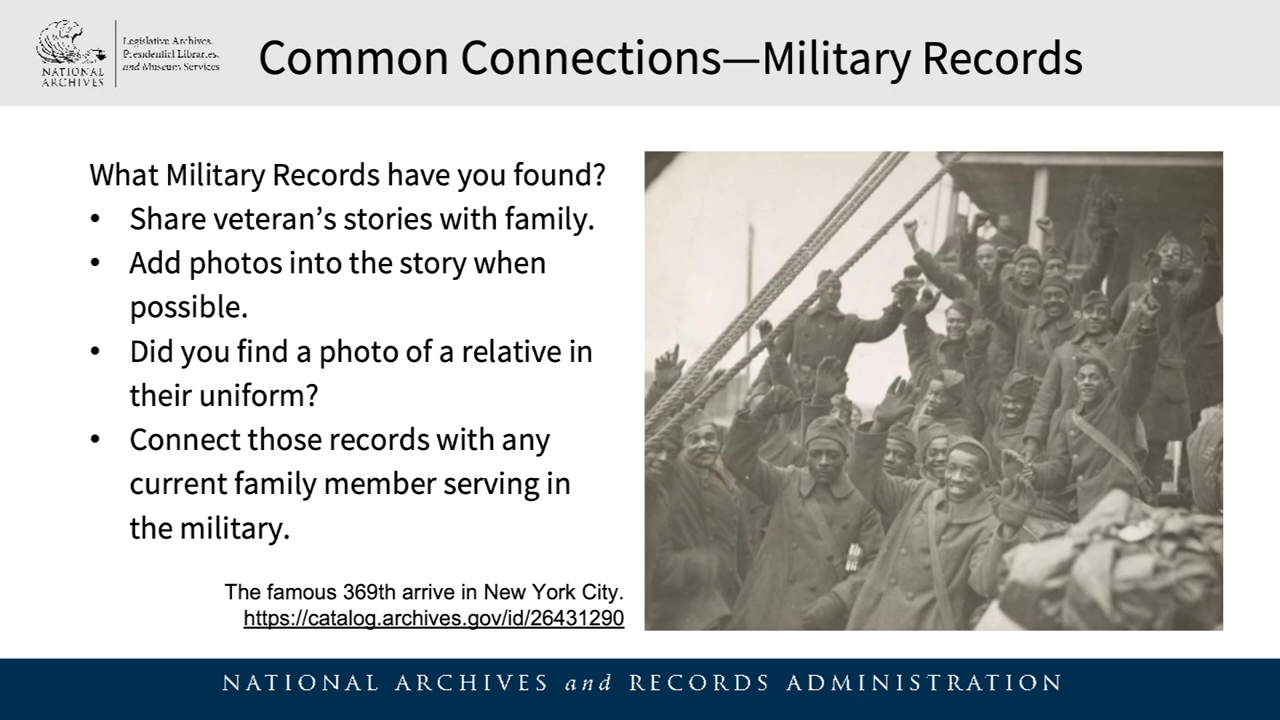 NATIONAL
ARCHIVES
Legislative Archives,
Presidential Libraries,
and Museum Services
Common Connections—Military Records
What Military Records have you found?
• Share veteran’s stories with family.
• Add photos into the story when
possible.
• Did you find a photo of a relative in
their uniform?
• Connect those records with any
current family member serving in
the military.
The famous 369th arrive in New York City.
https://catalog.archives.gov/id/26431290
NATIONAL ARCHIVES and RECORDS ADMINISTRATION